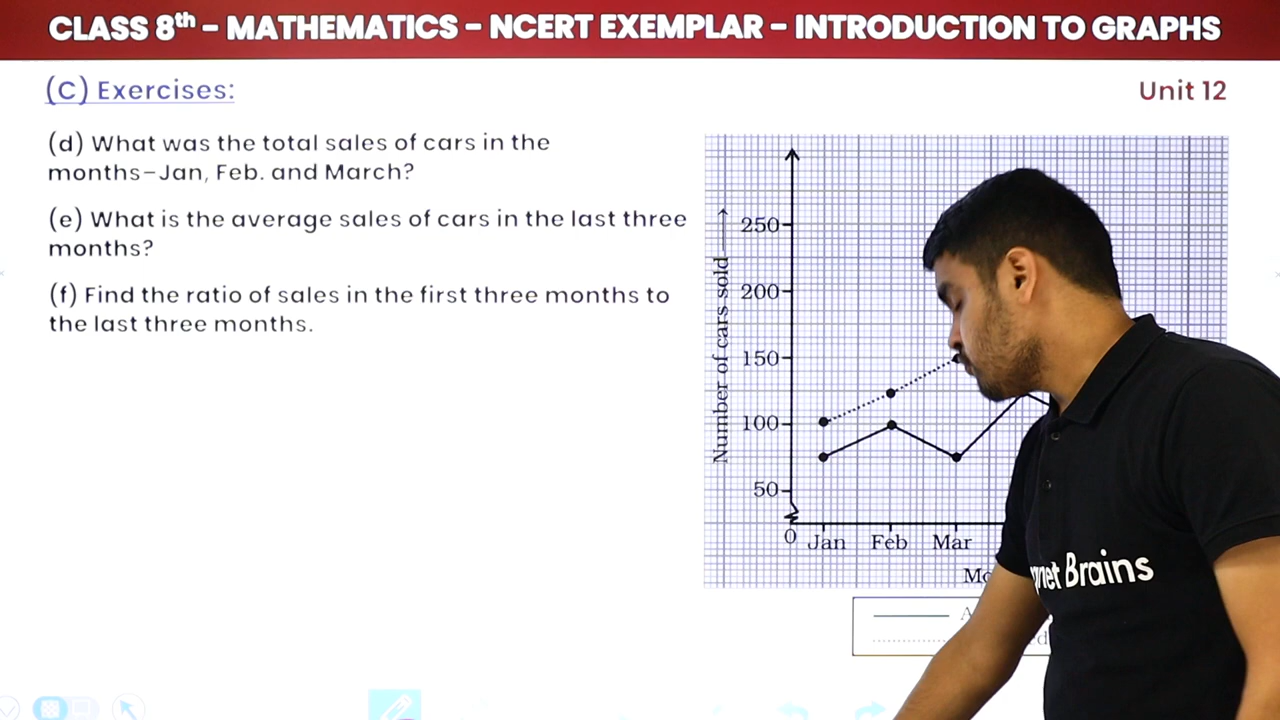 CLASS 8th – MATHEMATICS – NCERT EXEMPLAR – INTRODUCTION TO GRAPHS
(C) Exercises:
Unit 12
(d) What was the total sales of cars in the
months–Jan, Feb. and March?
(e) What is the average sales of cars in the last three
months?
(f) Find the ratio of sales in the first three months to
the last three months.
Number of cars sold
250
200
150
100
50
0
Jan Feb Mar
Brains